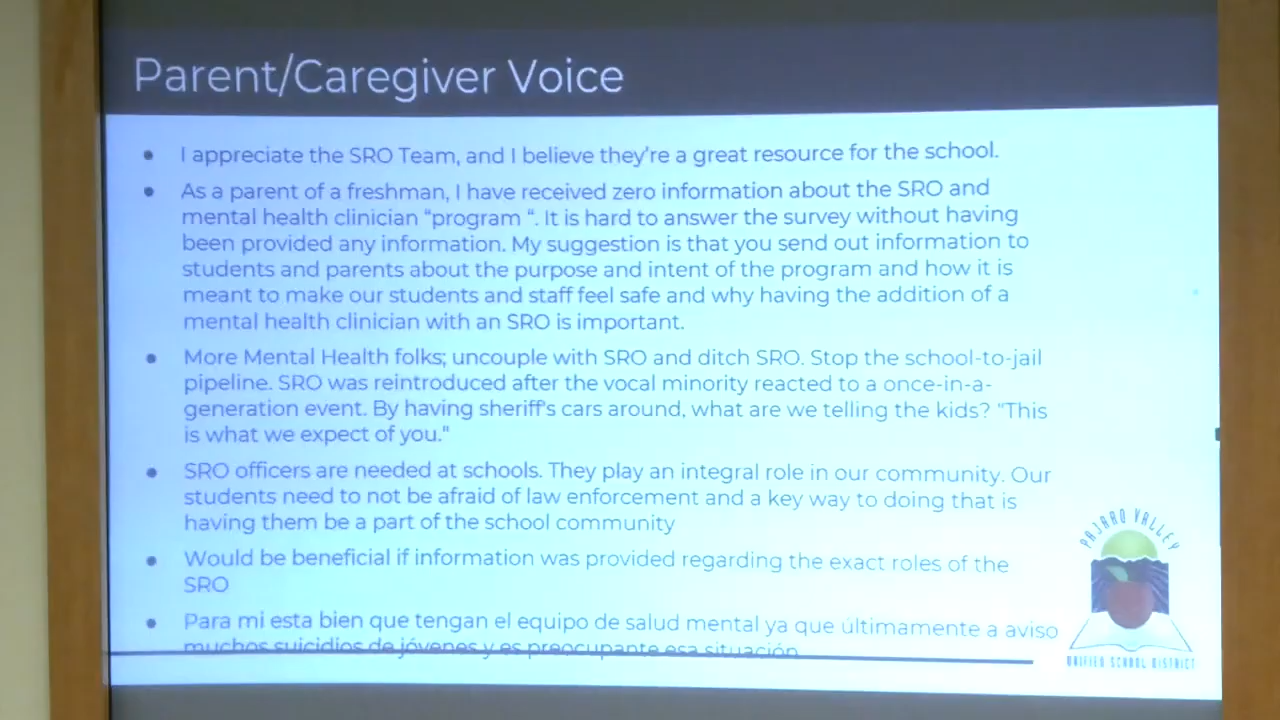 Parent/Caregiver Voice
• I appreciate the SRO Team, and I believe they're a great resource for the school.
• As a parent of a freshman, I have received zero information about the SRO and
mental health clinician “program “. It is hard to answer the survey without having
been provided any information. My suggestion is that you send out information to
students and parents about the purpose and intent of the program and how it is
meant to make our students and staff feel safe and why having the addition of a
mental health clinician with an SRO is important.
• More Mental Health folks; uncouple with SRO and ditch SRO. Stop the school-to-jail
pipeline. SRO was reintroduced after the vocal minority reacted to a once-in-a-
generation event. By having sheriff's cars around, what are we telling the kids? "This
is what we expect of you."
• SRO officers are needed at schools. They play an integral role in our community. Our
students need to not be afraid of law enforcement and a key way to doing that is
having them be a part of the school community
• Would be beneficial if information was provided regarding the exact roles of the
SRO
• Para mi esta bien que tengan el equipo de salud mental ya que últimamente a aviso
muchos suicidios de jóvenes y es preocupante esa situación
PAJARO VALLEY
UNIFIED SCHOOL DISTRICT